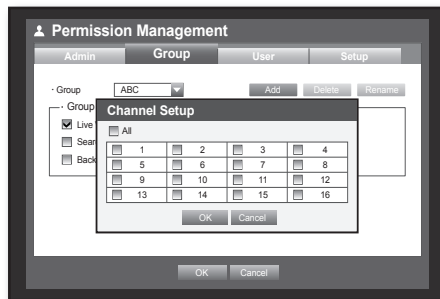 Permission Management
Admin Group User Setup
· Group ABC Add Delete Rename
· Group
Channel Setup
Live
All
Sear
Back
1 2 3 4
5 6 7 8
9 10 11 12
13 14 15 16
OK Cancel
OK Cancel